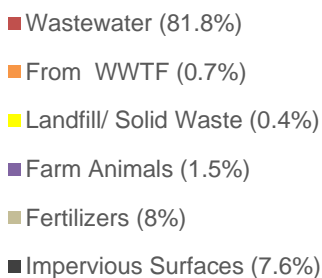 Wastewater (81.8%)
From WWTF (0.7%)
Landfill/ Solid Waste (0.4%)
Farm Animals (1.5%)
Fertilizers (8%)
Impervious Surfaces (7.6%)